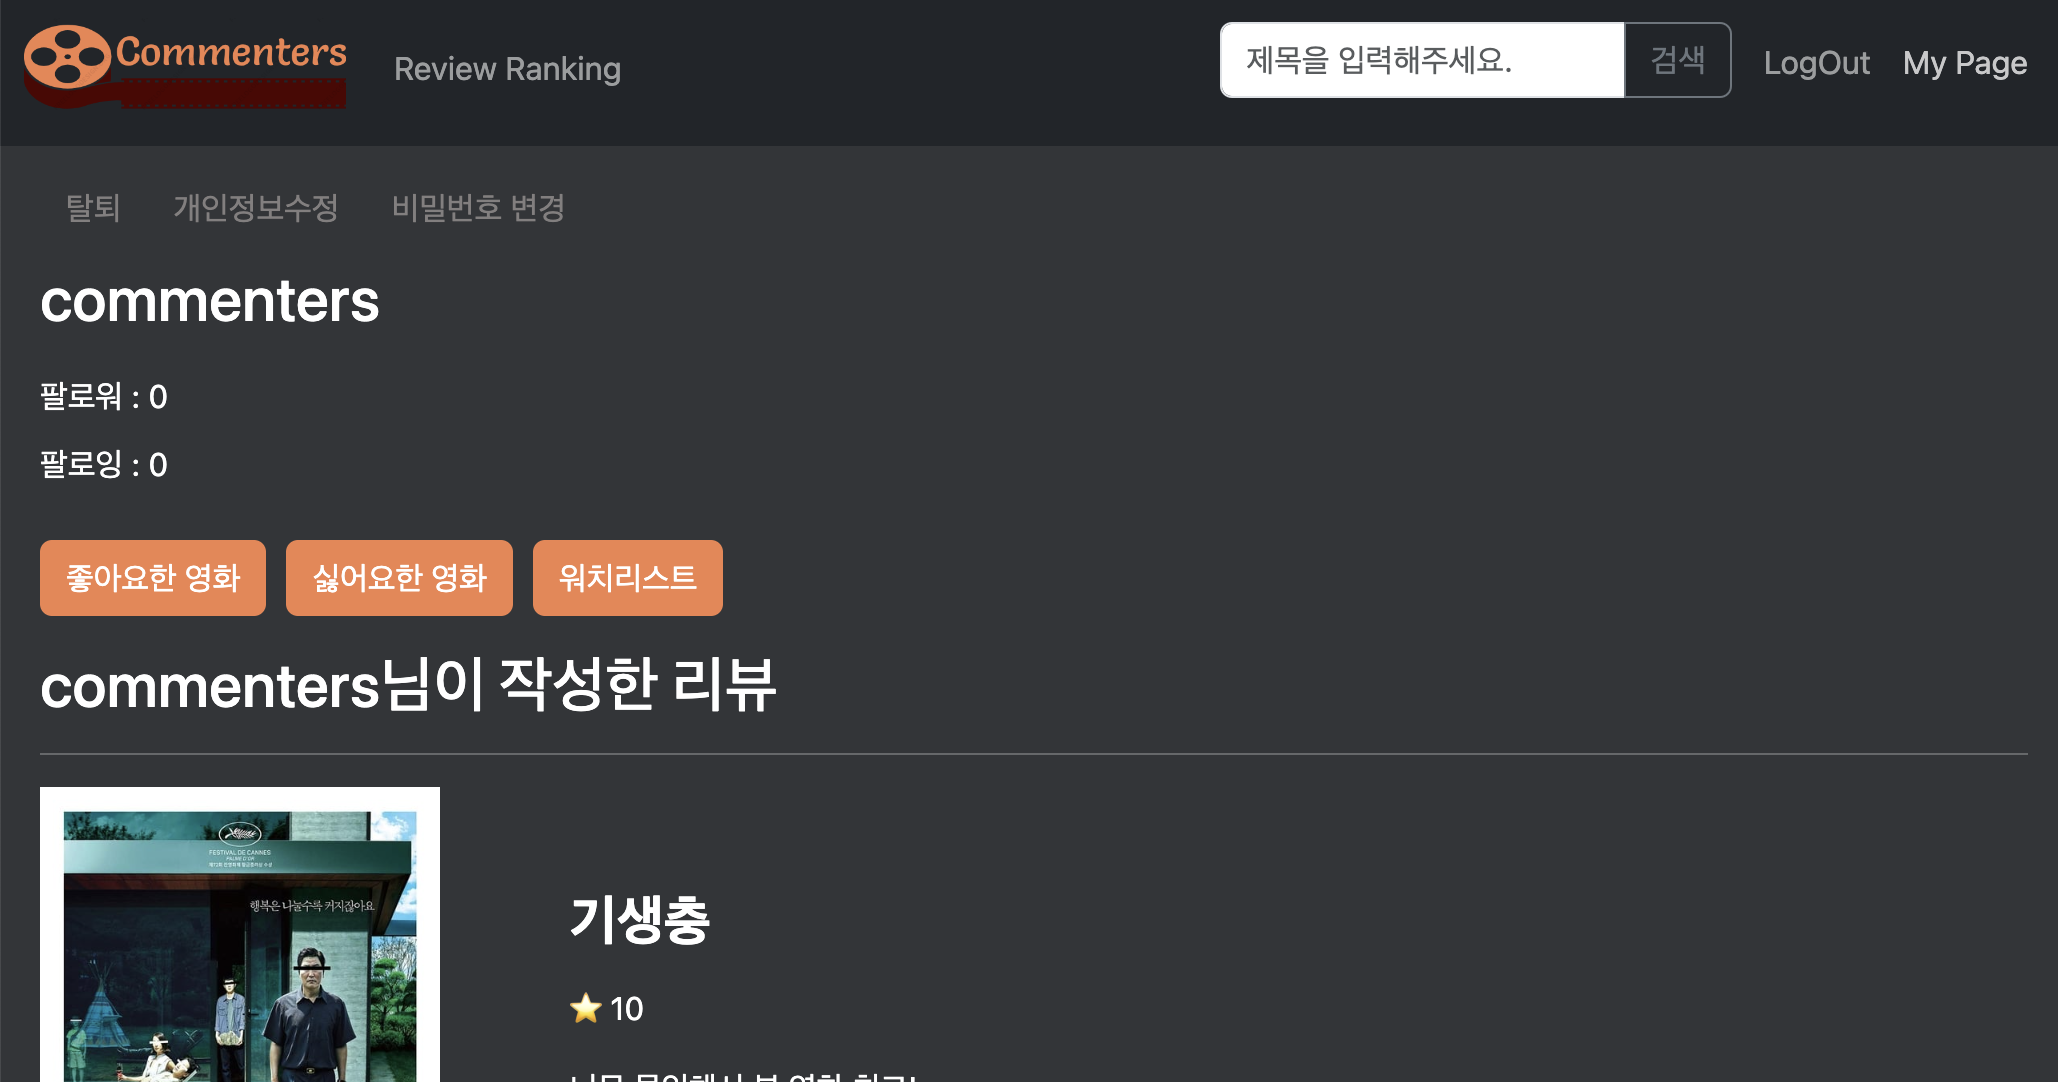 Commenters
Review Ranking
제목을 입력해주세요.
검색
LogOut
My Page
탈퇴
개인정보수정
비밀번호 변경
commenters
팔로워 : 0
팔로잉 : 0
좋아요한 영화
싫어요한 영화
워치리스트
commenters님이 작성한 리뷰
FESTIVAL DE CANNES
PALME D'OR
행복은 나눌수록 커지잖아요
기생충
10